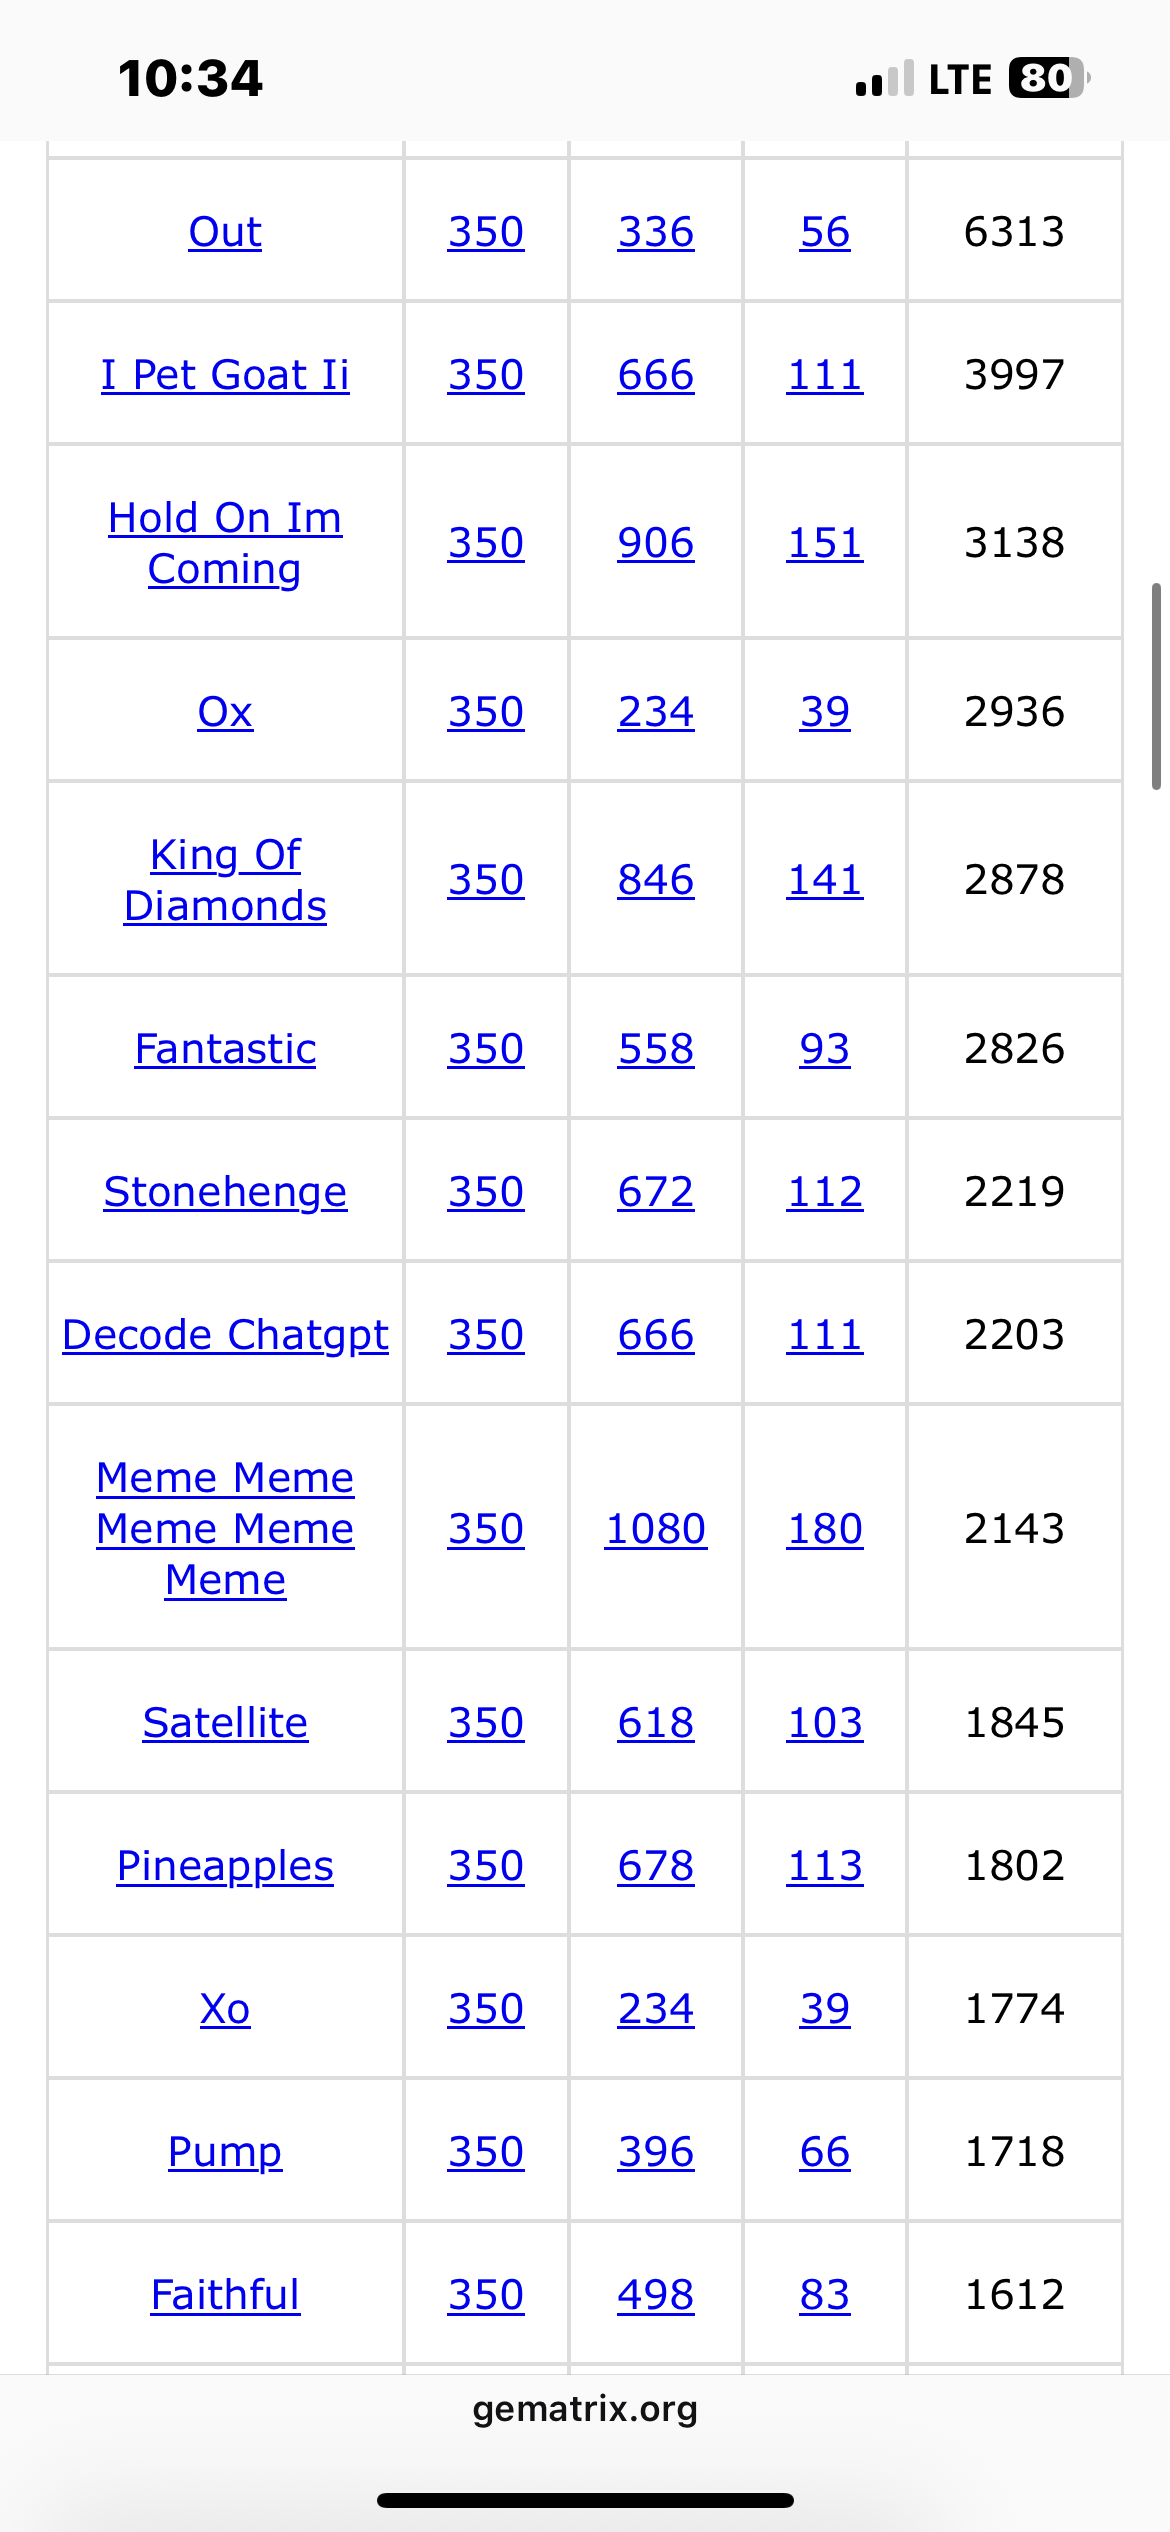 10:34 LTE 80
Out 350 336 56 6313
I Pet Goat Ii 350 666 111 3997
Hold On Im
Coming 350 906 151 3138
Ox 350 234 39 2936
King Of
Diamonds 350 846 141 2878
Fantastic 350 558 93 2826
Stonehenge 350 672 112 2219
Decode Chatgpt 350 666 111 2203
Meme Meme
Meme Meme 350 1080 180 2143
Meme
Satellite 350 618 103 1845
Pineapples 350 678 113 1802
Xo 350 234 39 1774
Pump 350 396 66 1718
Faithful 350 498 83 1612
gematrix.org